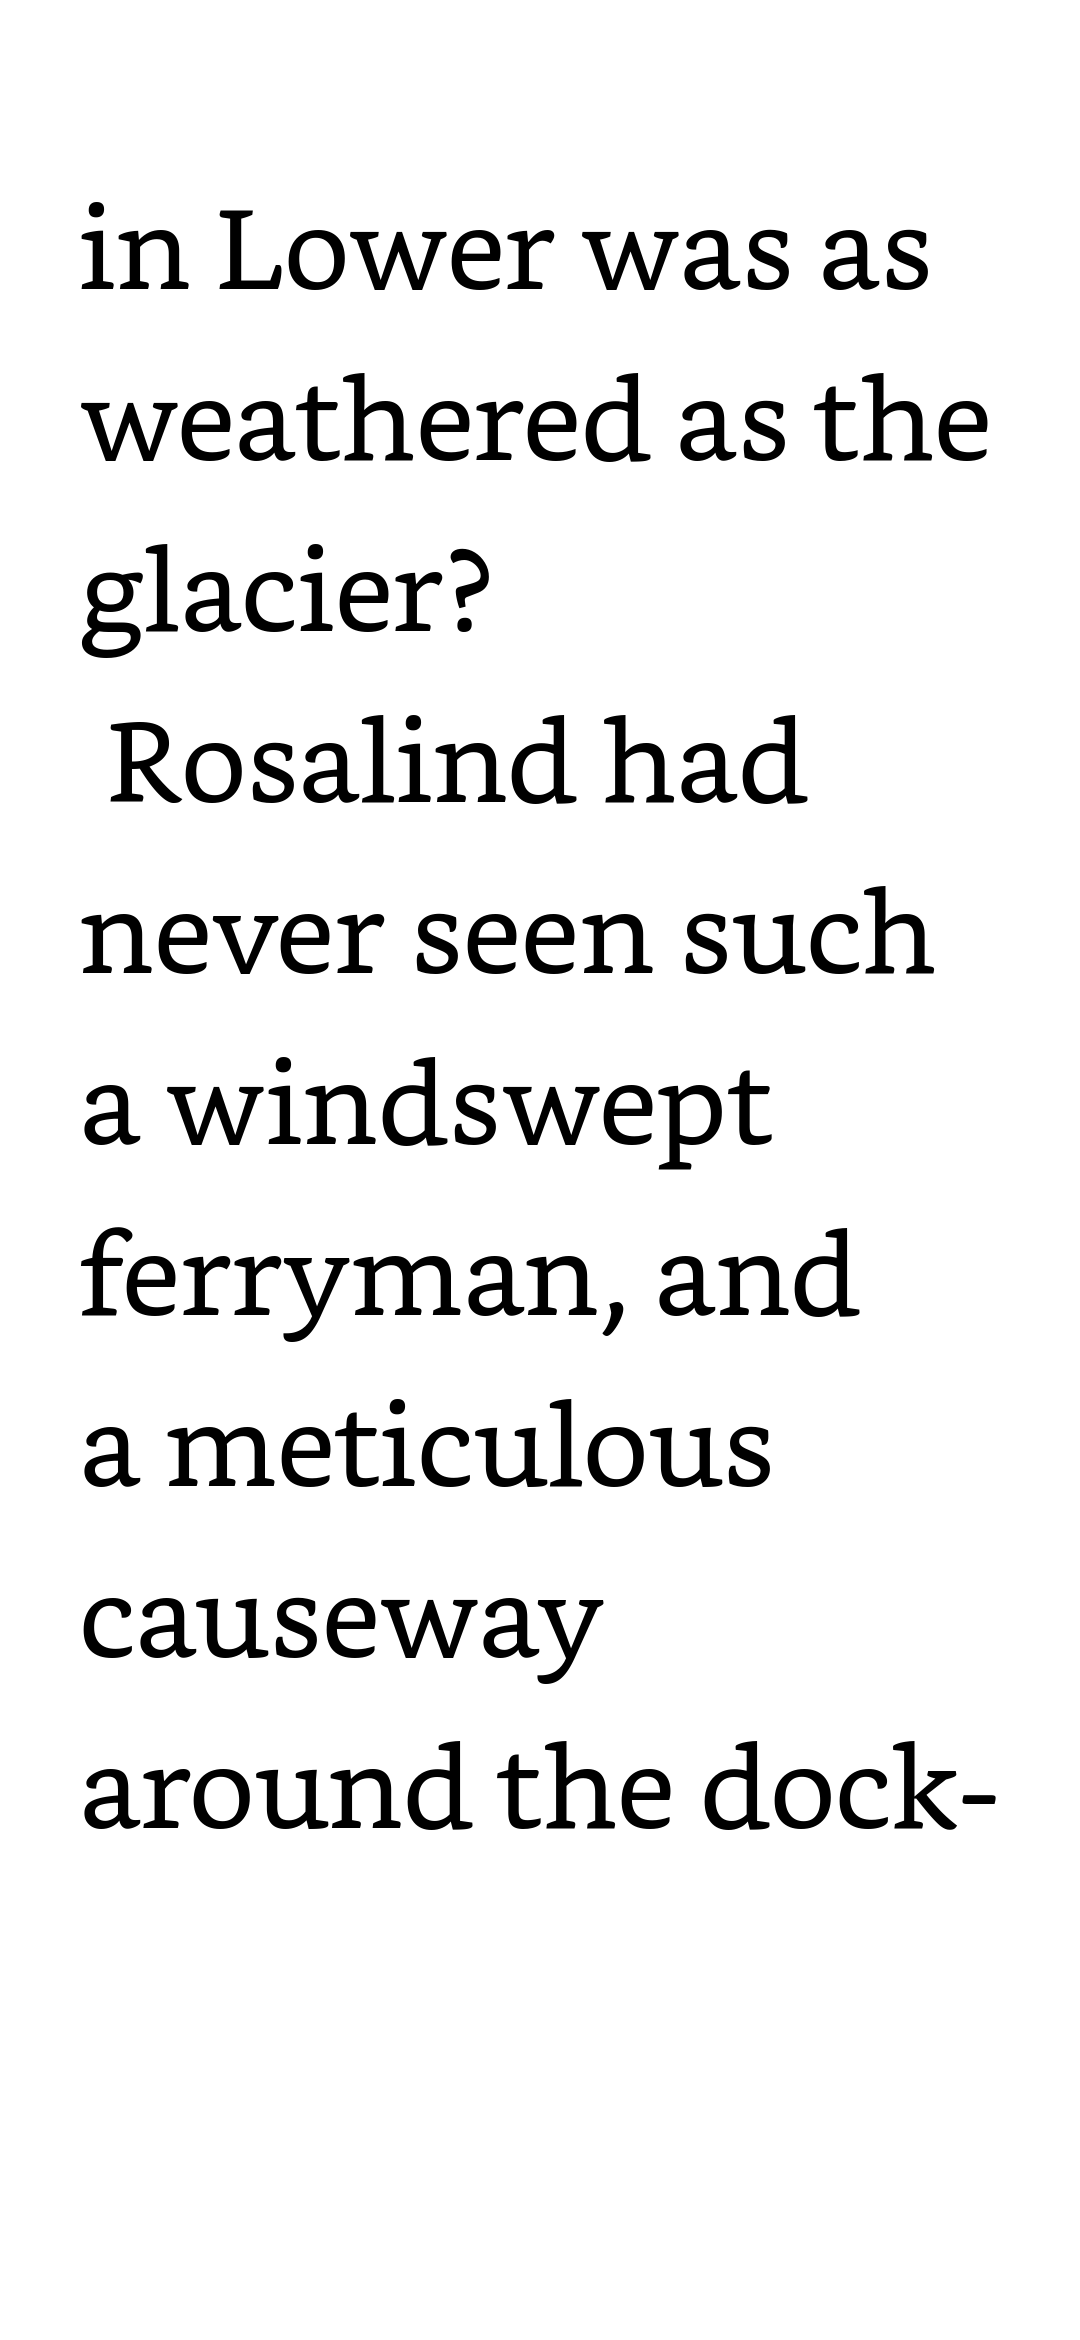 in Lower was as
weathered as the
glacier?
Rosalind had
never seen such
a windswept
ferryman, and
a meticulous
causeway
around the dock-